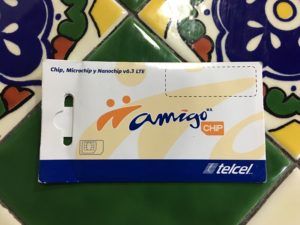 Chip, Microchip y Nanochip v6.3 LTE
amigo
CHIP
telcel